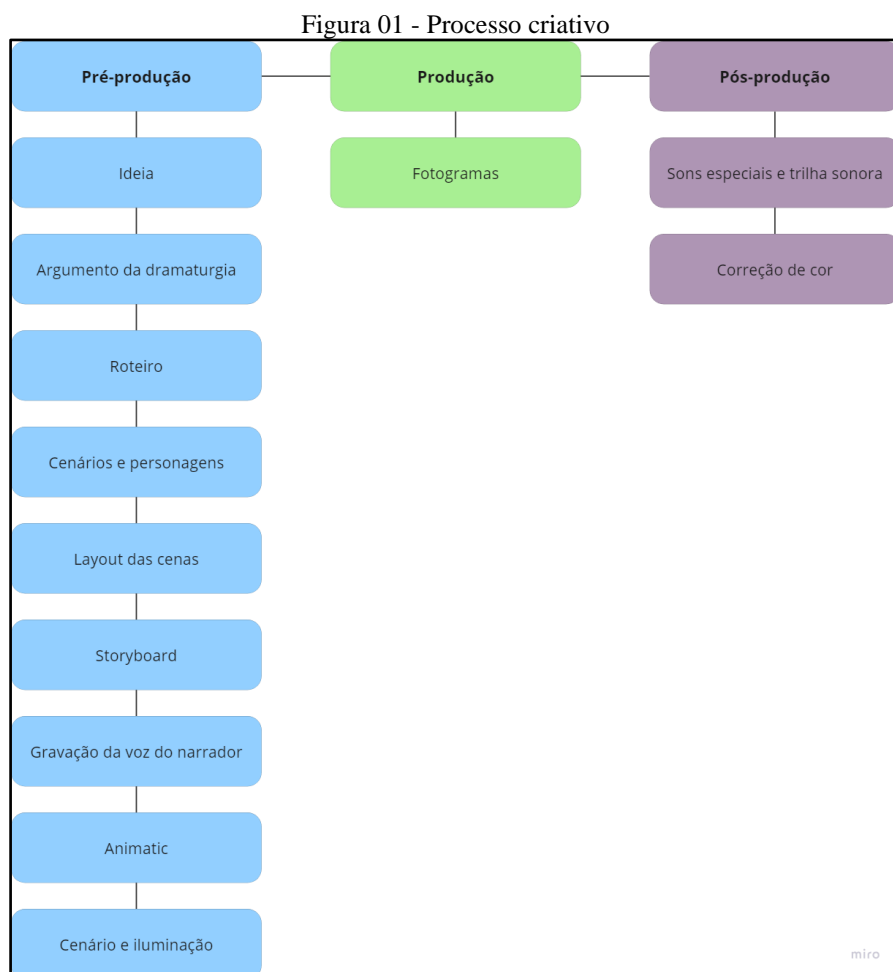 Figura 01 - Processo criativo
Pré-produção
Produção
Pós-produção
Ideia
Fotogramas
Sons especiais e trilha sonora
Argumento da dramaturgia
Correção de cor
Roteiro
Cenários e personagens
Layout das cenas
Storyboard
Gravação da voz do narrador
Animatic
Cenário e iluminação
miro